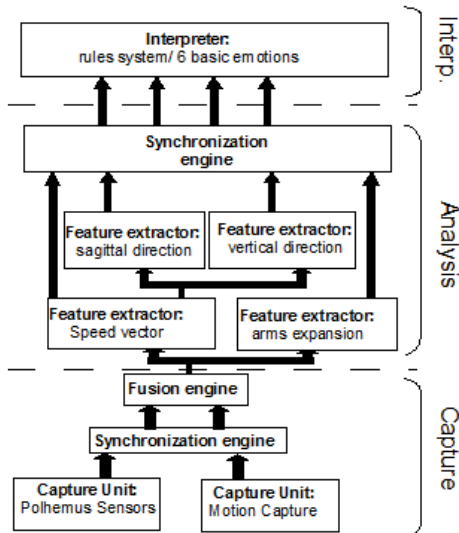 Interpreter:
rules system/ 6 basic emotions
Interp.
Synchronization
engine
Feature extractor:
sagittal direction
Feature extractor:
vertical direction
Analysis
Feature extractor:
Speed vector
Feature extractor:
arms expansion
Fusion engine
Synchronization engine
Capture
Capture Unit:
Polhemus Sensors
Capture Unit:
Motion Capture